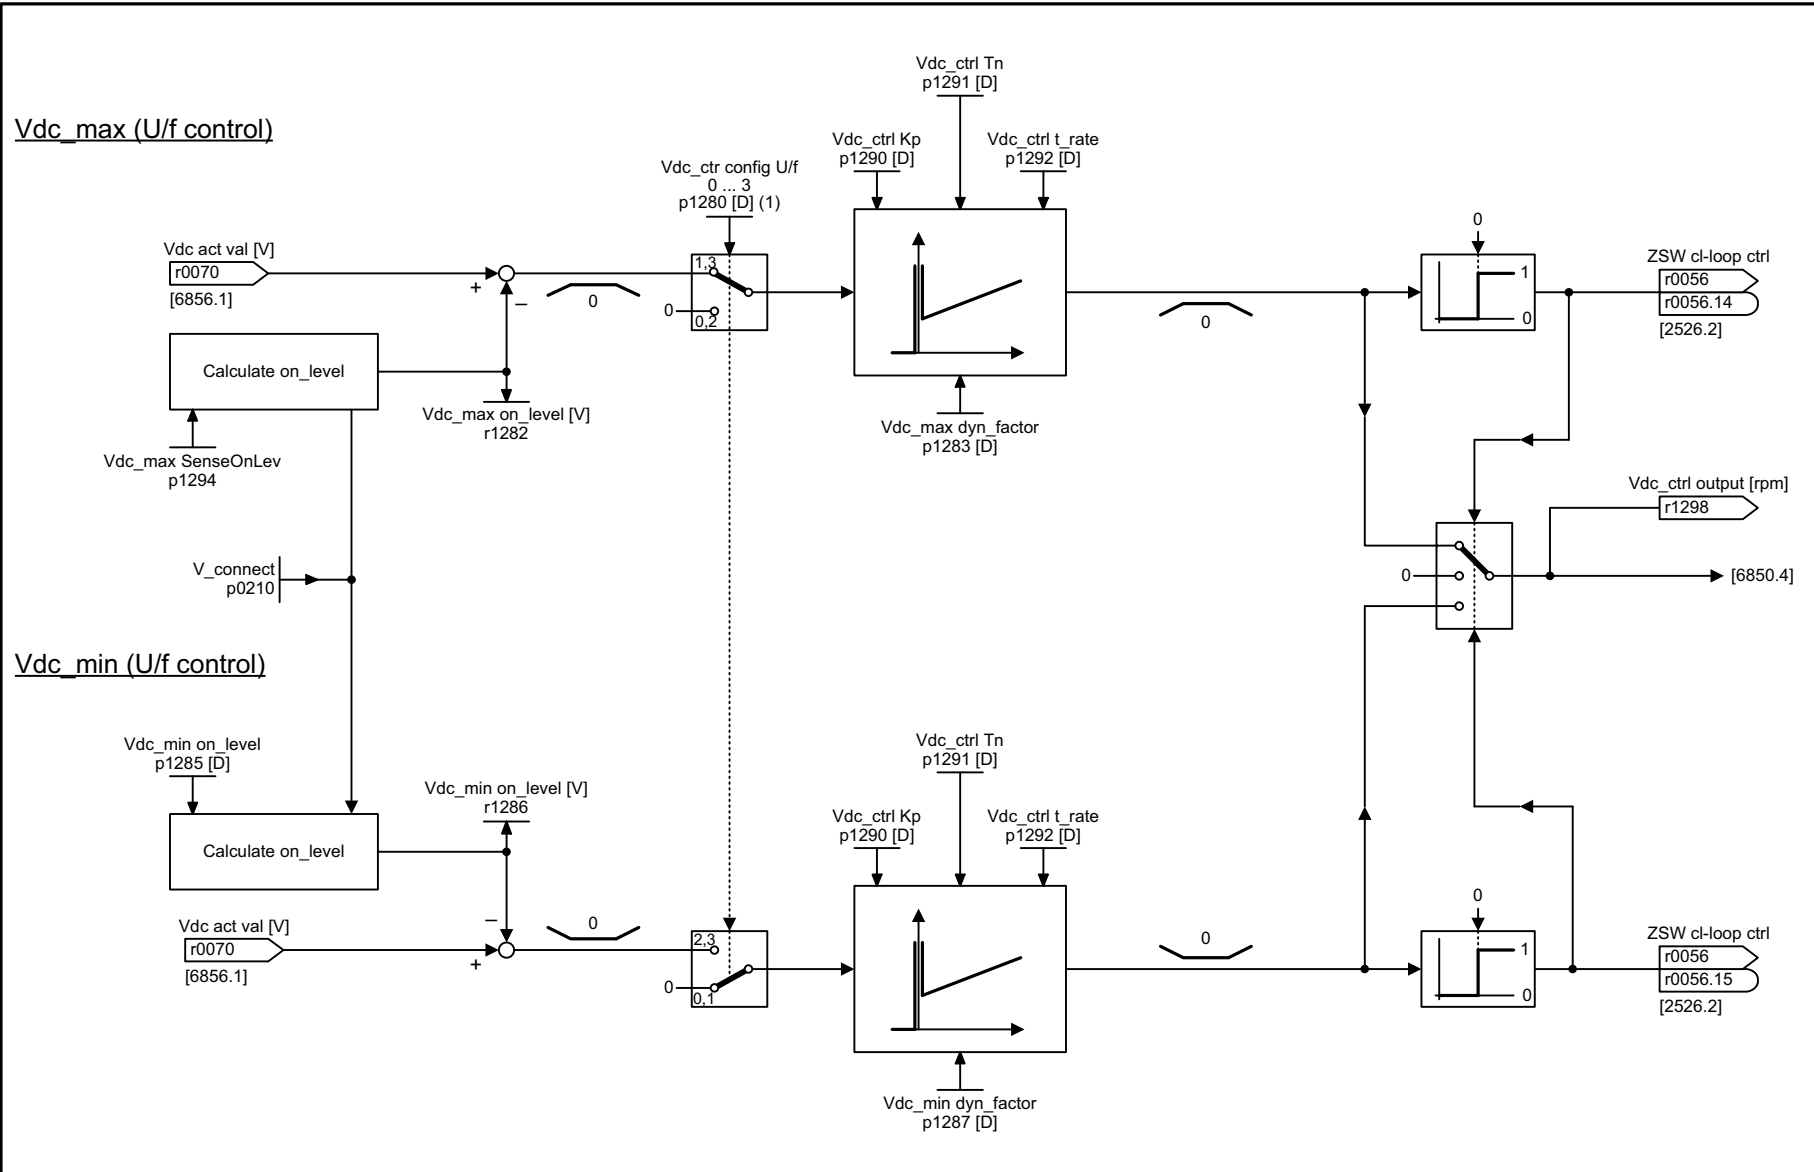 Vdc_max (U/f control)
Vdc_ctrl Tn
p1291 [D]
Vdc_ctrl Kp
p1290 [D]
Vdc_ctrl t_rate
p1292 [D]
Vdc_ctr config U/f
0 ... 3
p1280 [D] (1)
Vdc act val [V]
r0070
[6856.1]
+
–
0
1,3
0
0,2
0
0
1
0
ZSW cl-loop ctrl
r0056
r0056.14
[2526.2]
Calculate on_level
Vdc_max on_level [V]
r1282
Vdc_max dyn_factor
p1283 [D]
Vdc_max SenseOnLev
p1294
Vdc_ctrl output [rpm]
r1298
V_connect
p0210
0
[6850.4]
Vdc_min (U/f control)
Vdc_min on_level
p1285 [D]
Vdc_min on_level [V]
r1286
Vdc_ctrl Tn
p1291 [D]
Vdc_ctrl Kp
p1290 [D]
Vdc_ctrl t_rate
p1292 [D]
Calculate on_level
Vdc act val [V]
r0070
[6856.1]
–
+
0
2,3
0
0,1
0
0
1
0
ZSW cl-loop ctrl
r0056
r0056.15
[2526.2]
Vdc_min dyn_factor
p1287 [D]